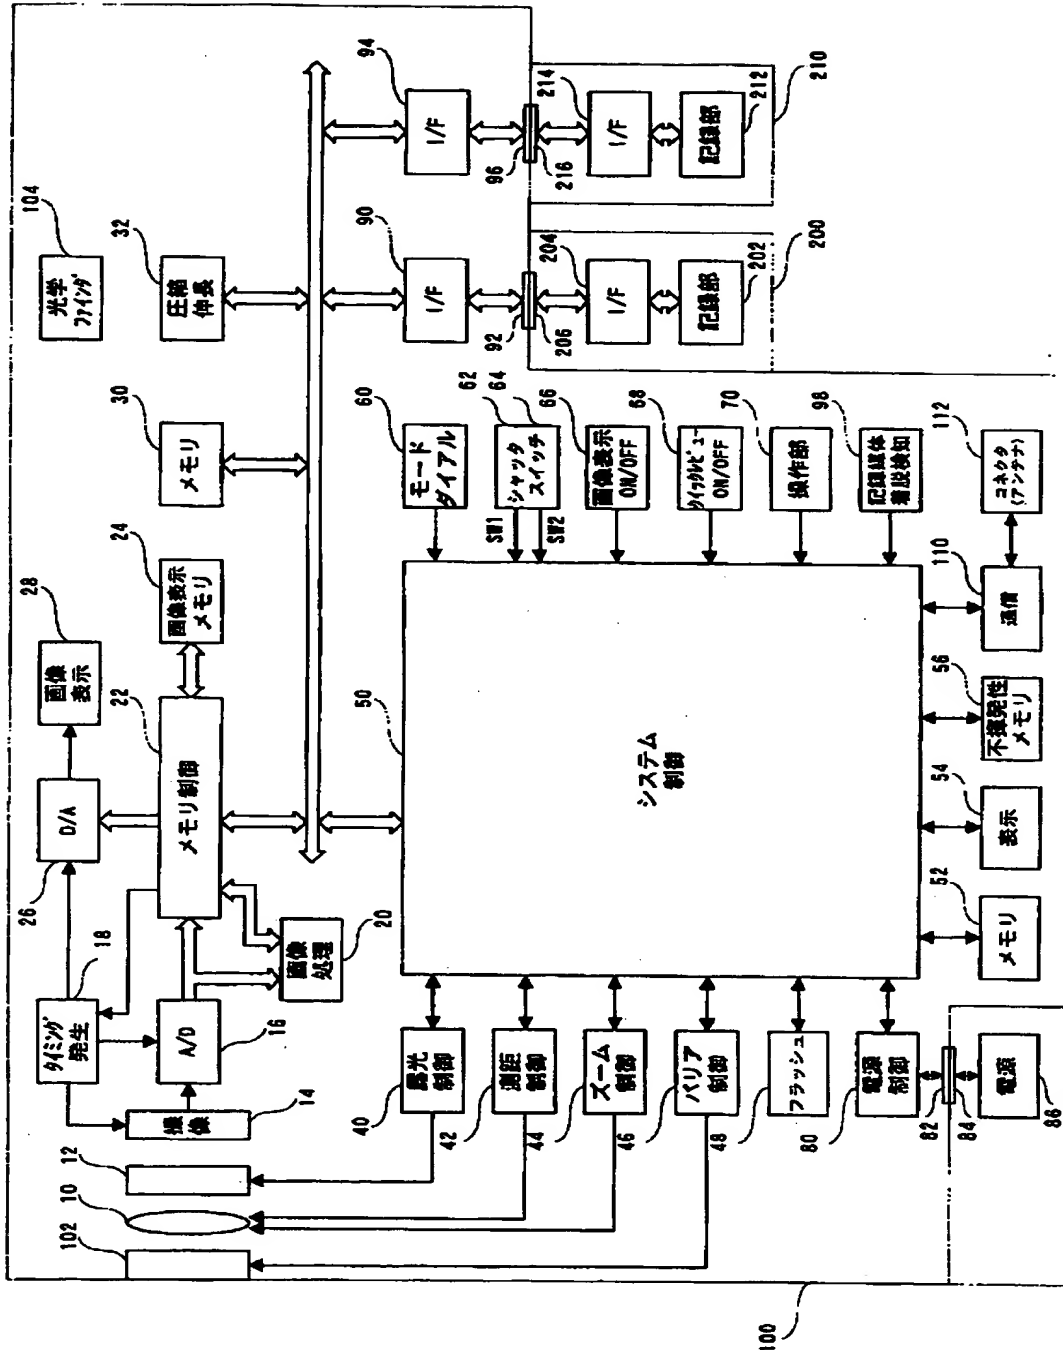 104
光学
ファインダ
32
圧縮
伸長
30
メモリ
24
画像表示
メモリ
28
画像
表示
22
メモリ制御
26
D/A
18
タイミング
発生
16
A/D
14
撮
像
20
画像
処理
12
10
102
94
I/F
90
I/F
96
216
92
206
214
I/F
204
I/F
212
記録部
202
記録部
210
200
50
システム
制御
60
モード
ダイアル
62
64
シャッタ
スイッチ
SW1
SW2
66
画像表示
ON/OFF
68
クイックレビュー
ON/OFF
70
操作部
98
記録媒体
着脱検知
112
コネクタ
(アンテナ)
110
通信
56
不揮発性
メモリ
54
表示
52
メモリ
40
露光
制御
42
測距
制御
44
ズーム
制御
46
バリア
制御
48
フラッシュ
80
電源
制御
82
84
電源
86
100